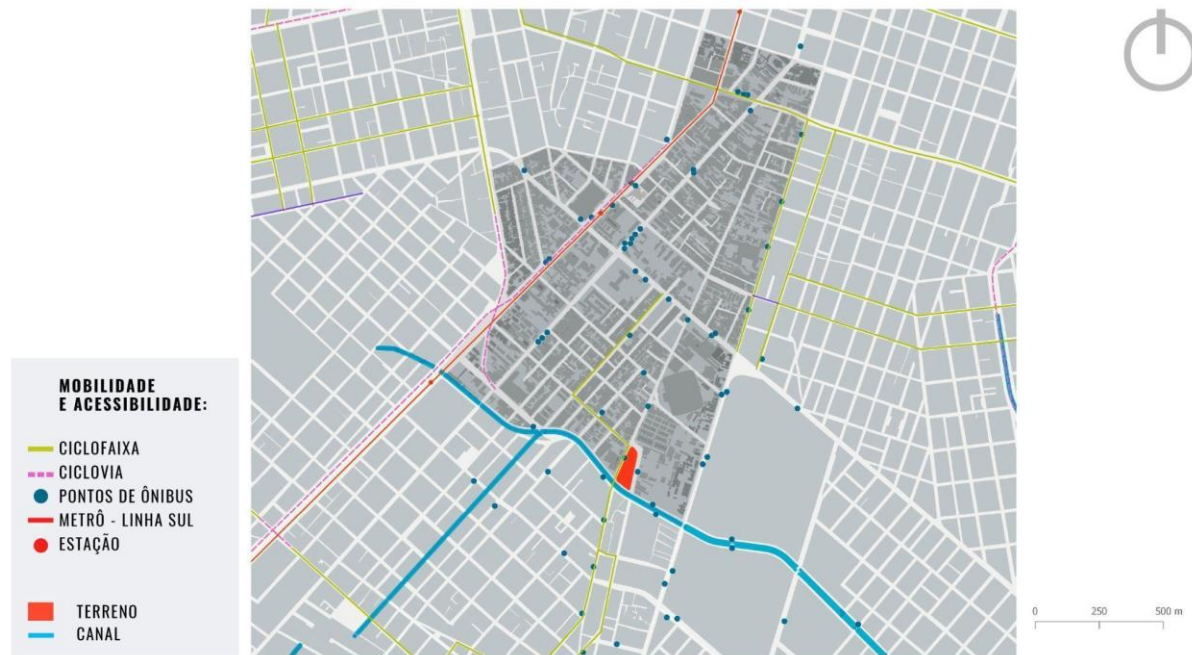 MOBILIDADE
E ACESSIBILIDADE:
CICLOFAIXA
CICLOVIA
PONTOS DE ÔNIBUS
METRÔ - LINHA SUL
ESTAÇÃO
TERRENO
CANAL
0 250 500 m